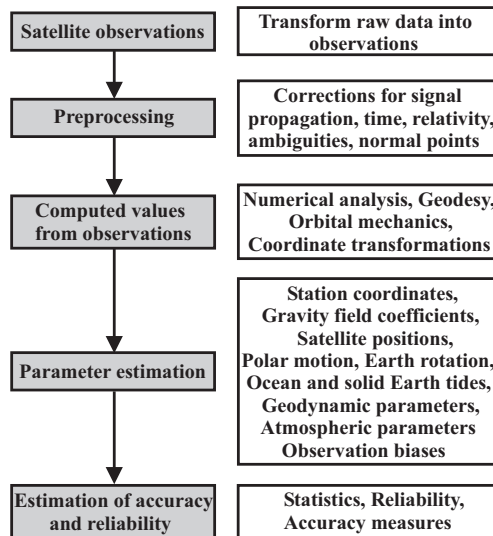 Satellite observations
Transform raw data into
observations
Preprocessing
Corrections for signal
propagation, time, relativity,
ambiguities, normal points
Computed values
from observations
Numerical analysis, Geodesy,
Orbital mechanics,
Coordinate transformations
Parameter estimation
Station coordinates,
Gravity field coefficients,
Satellite positions,
Polar motion, Earth rotation,
Ocean and solid Earth tides,
Geodynamic parameters,
Atmospheric parameters
Observation biases
Estimation of accuracy
and reliability
Statistics, Reliability,
Accuracy measures